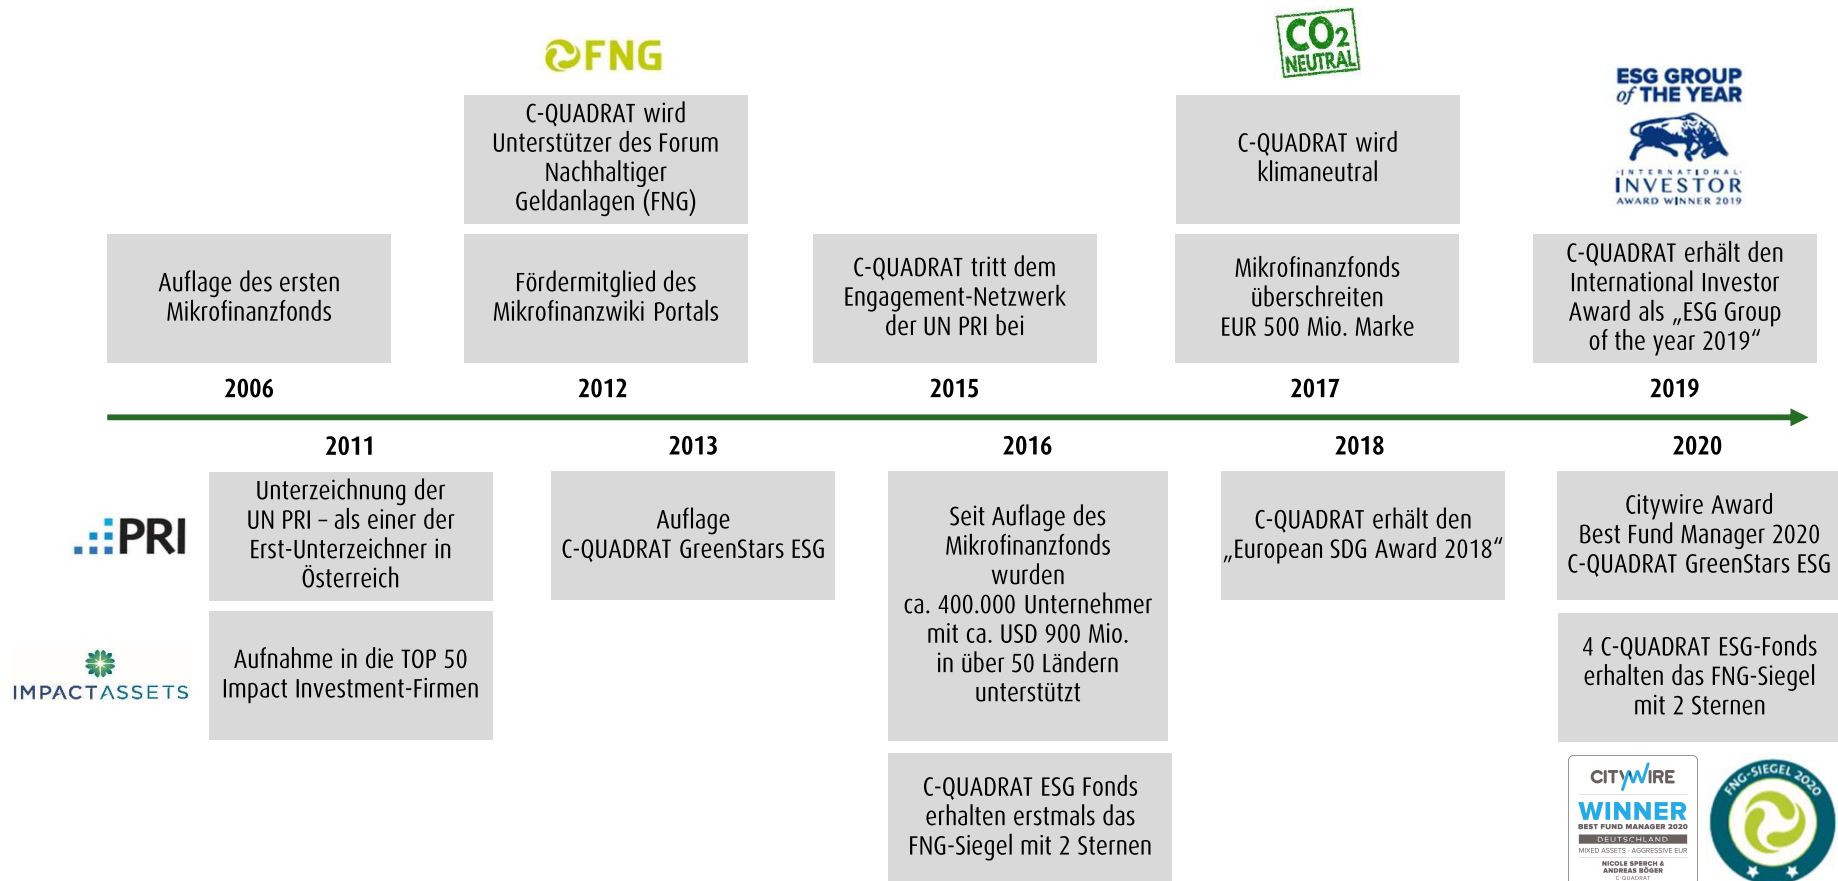 FNG
C-QUADRAT wird
Unterstützer des Forum
Nachhaltiger
Geldanlagen (FNG)
CO2
NEUTRAL
C-QUADRAT wird
klimaneutral
ESG GROUP
of THE YEAR
·INTERNATIONAL·
INVESTOR
AWARD WINNER 2019
Auflage des ersten
Mikrofinanzfonds
Fördermitglied des
Mikrofinanzwiki Portals
C-QUADRAT tritt dem
Engagement-Netzwerk
der UN PRI bei
Mikrofinanzfonds
überschreiten
EUR 500 Mio. Marke
C-QUADRAT erhält den
International Investor
Award als „ESG Group
of the year 2019“
2006
2012
2015
2017
2019
2011
2013
2016
2018
2020
PRI
Unterzeichnung der
UN PRI – als einer der
Erst-Unterzeichner in
Österreich
IMPACTASSETS
Aufnahme in die TOP 50
Impact Investment-Firmen
Auflage
C-QUADRAT GreenStars ESG
Seit Auflage des
Mikrofinanzfonds
wurden
ca. 400.000 Unternehmer
mit ca. USD 900 Mio.
in über 50 Ländern
unterstützt
C-QUADRAT ESG Fonds
erhalten erstmals das
FNG-Siegel mit 2 Sternen
C-QUADRAT erhält den
„European SDG Award 2018“
Citywire Award
Best Fund Manager 2020
C-QUADRAT GreenStars ESG
4 C-QUADRAT ESG-Fonds
erhalten das FNG-Siegel
mit 2 Sternen
CITYWIRE
WINNER
BEST FUND MANAGER 2020
DEUTSCHLAND
MIXED ASSETS - AGGRESSIVE EUR
NICOLE SPERCH &
ANDREAS BÖGER
C-QUADRAT
FNG-SIEGEL 2020